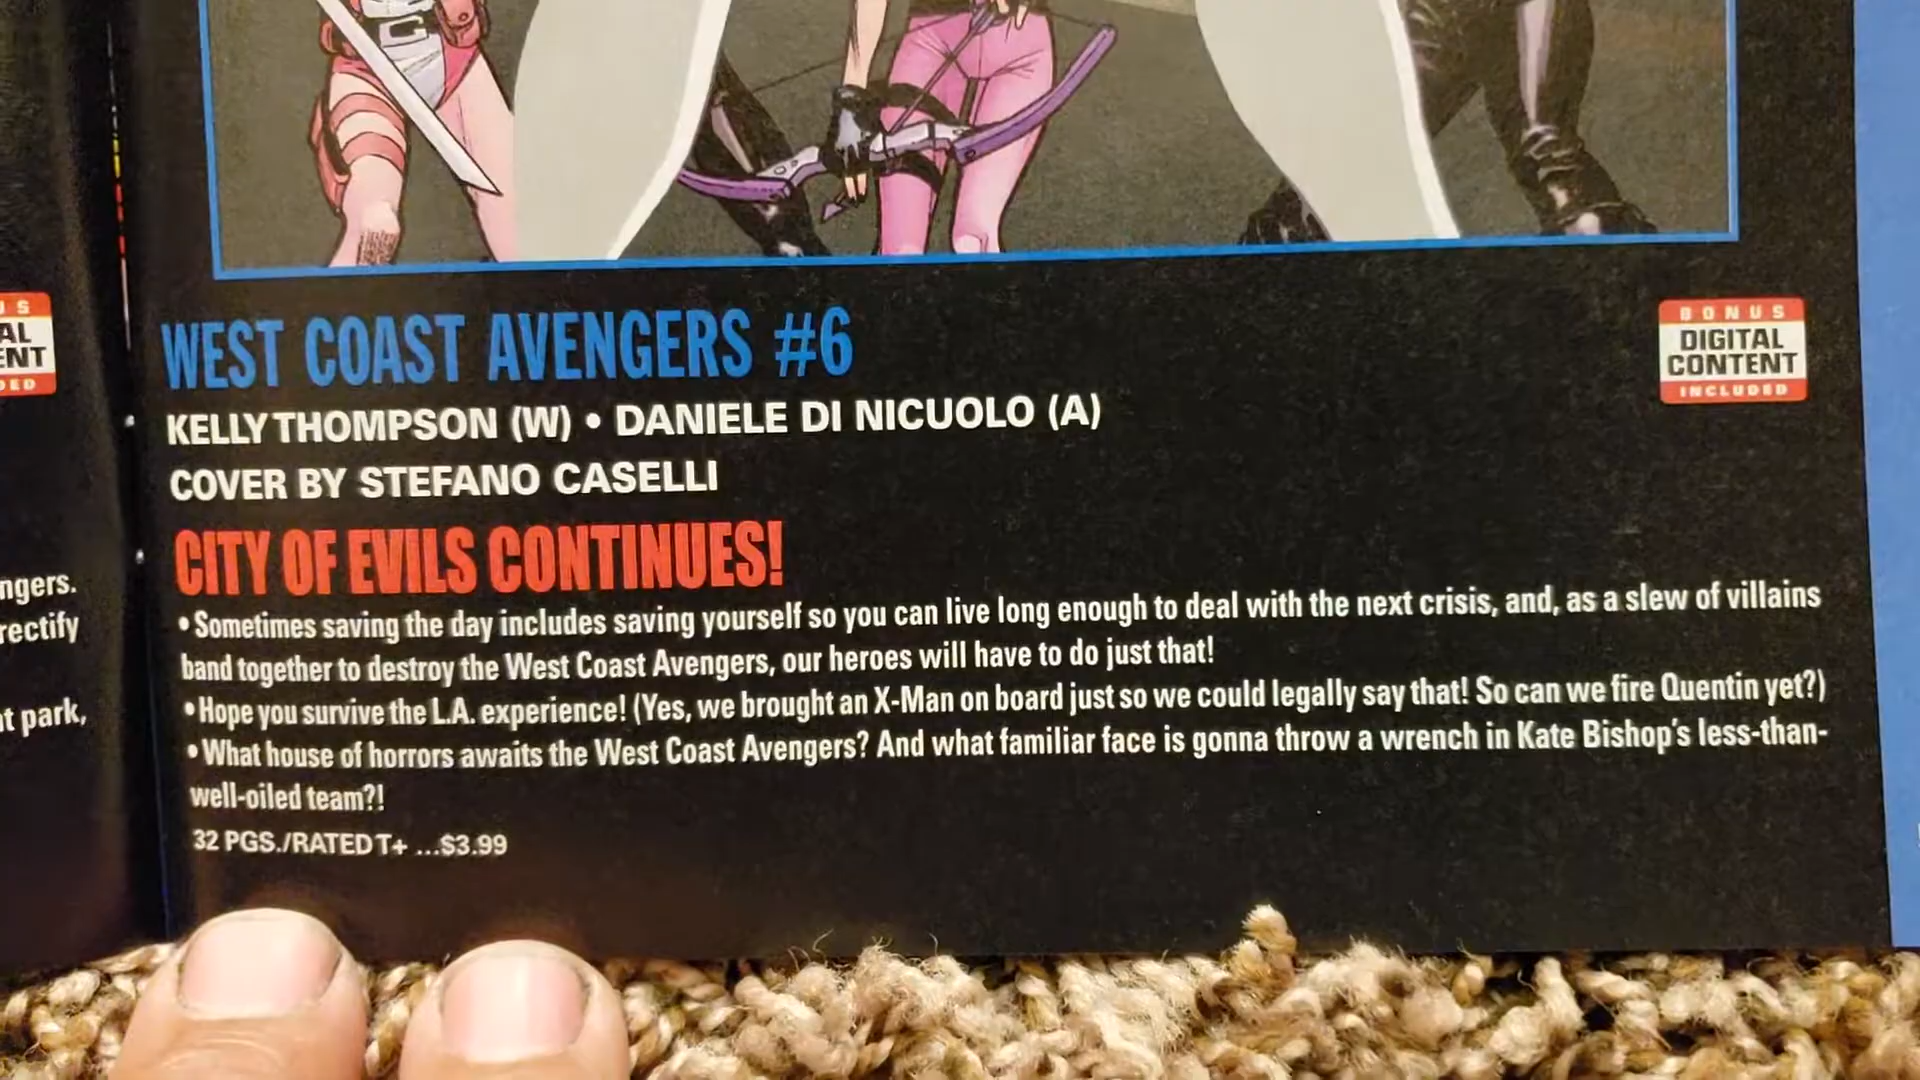 WEST COAST AVENGERS #6
BONUS
DIGITAL
CONTENT
INCLUDED
KELLY THOMPSON (W) • DANIELE DI NICUOLO (A)
COVER BY STEFANO CASELLI
CITY OF EVILS CONTINUES!
• Sometimes saving the day includes saving yourself so you can live long enough to deal with the next crisis, and, as a slew of villains
band together to destroy the West Coast Avengers, our heroes will have to do just that!
• Hope you survive the L.A. experience! (Yes, we brought an X-Man on board just so we could legally say that! So can we fire Quentin yet?)
• What house of horrors awaits the West Coast Avengers? And what familiar face is gonna throw a wrench in Kate Bishop's less-than-
well-oiled team?!
32 PGS./RATED T+ ...$3.99
rectify
park,